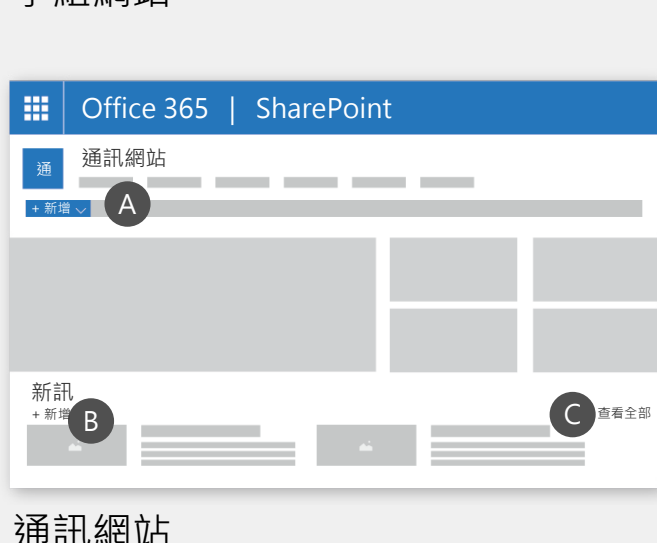 Office 365 | SharePoint
通
通訊網站
+ 新增
A
新訊
+ 新增
B
C
查看全部
通訊網站